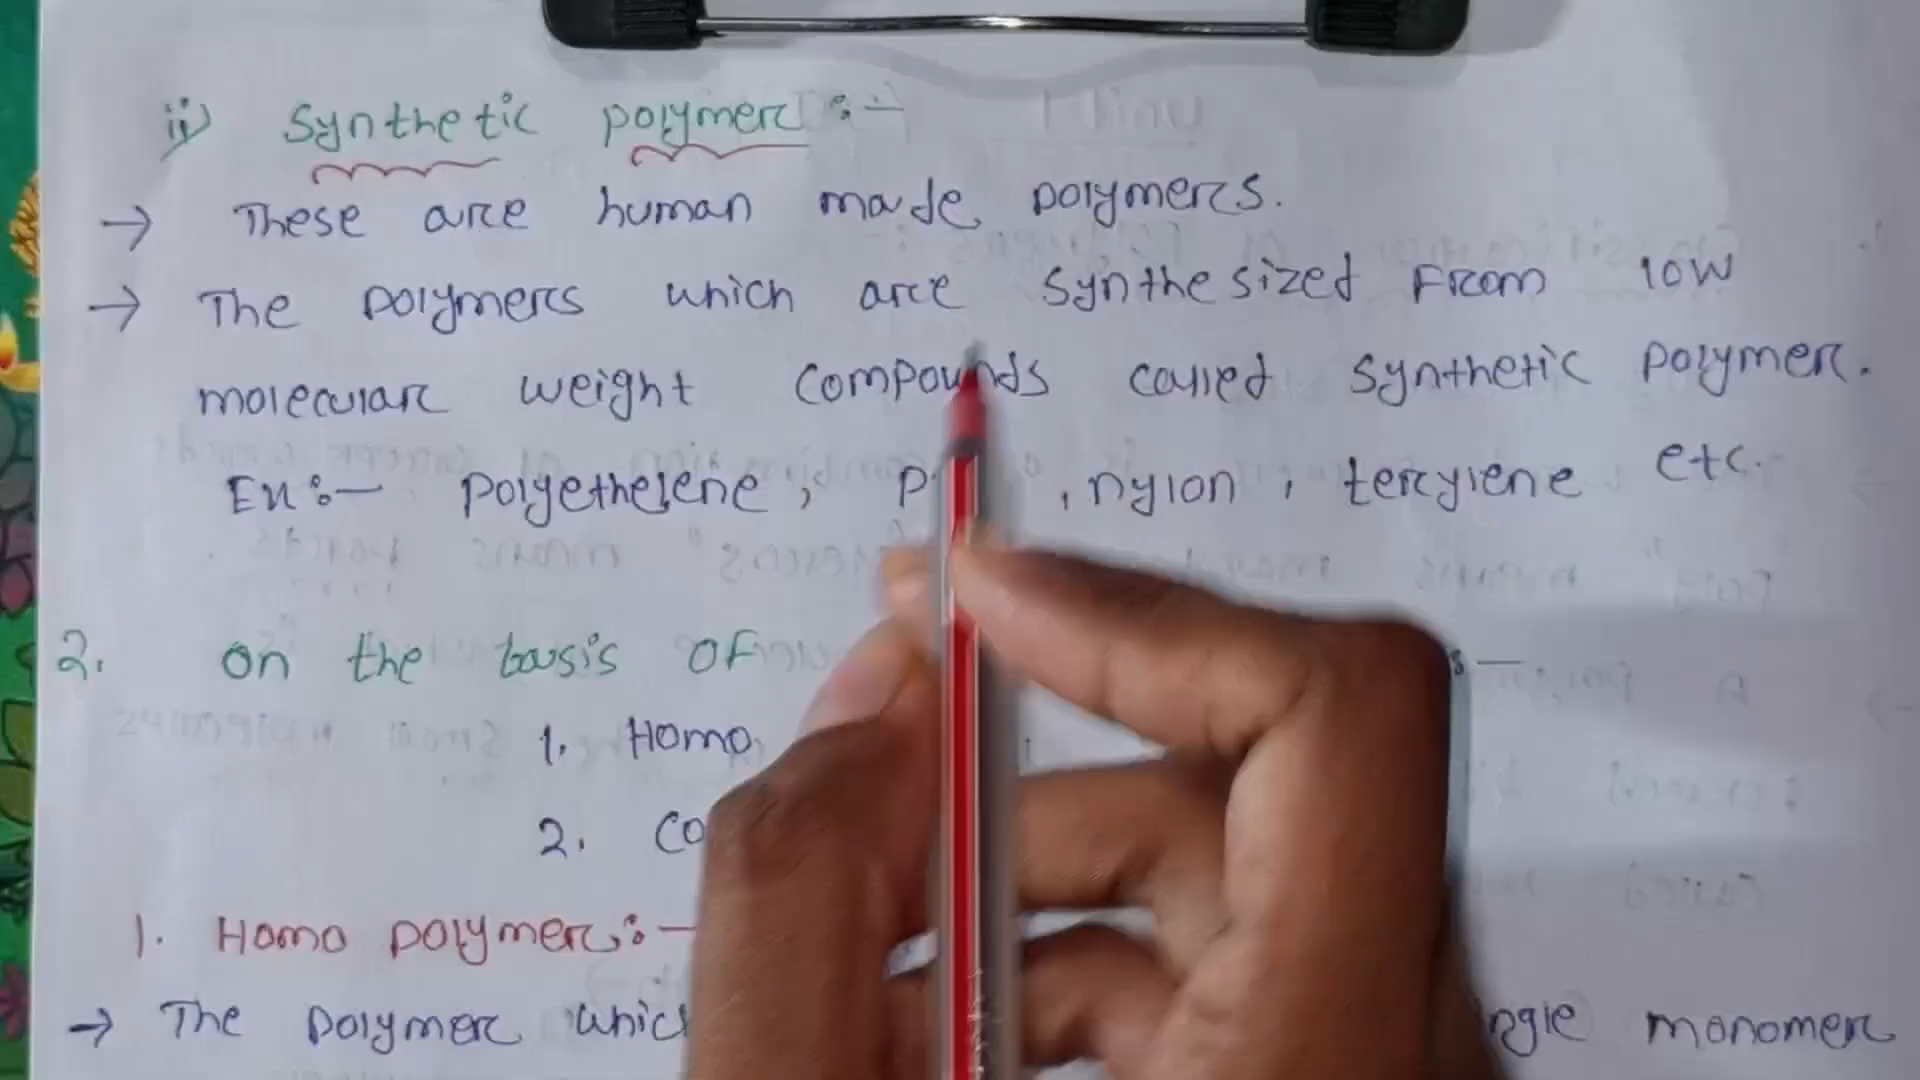 ii) Synthetic polymer :-
→ These are human made polymers.
→ The polymers which are synthesized From low
molecular weight compounds called synthetic polymer.
Ex:- polyethelene, , nylon, terylene etc.
2. on the basis of
1. Homo
2. co
1. Homo polymer:-
→ The polymer monomer